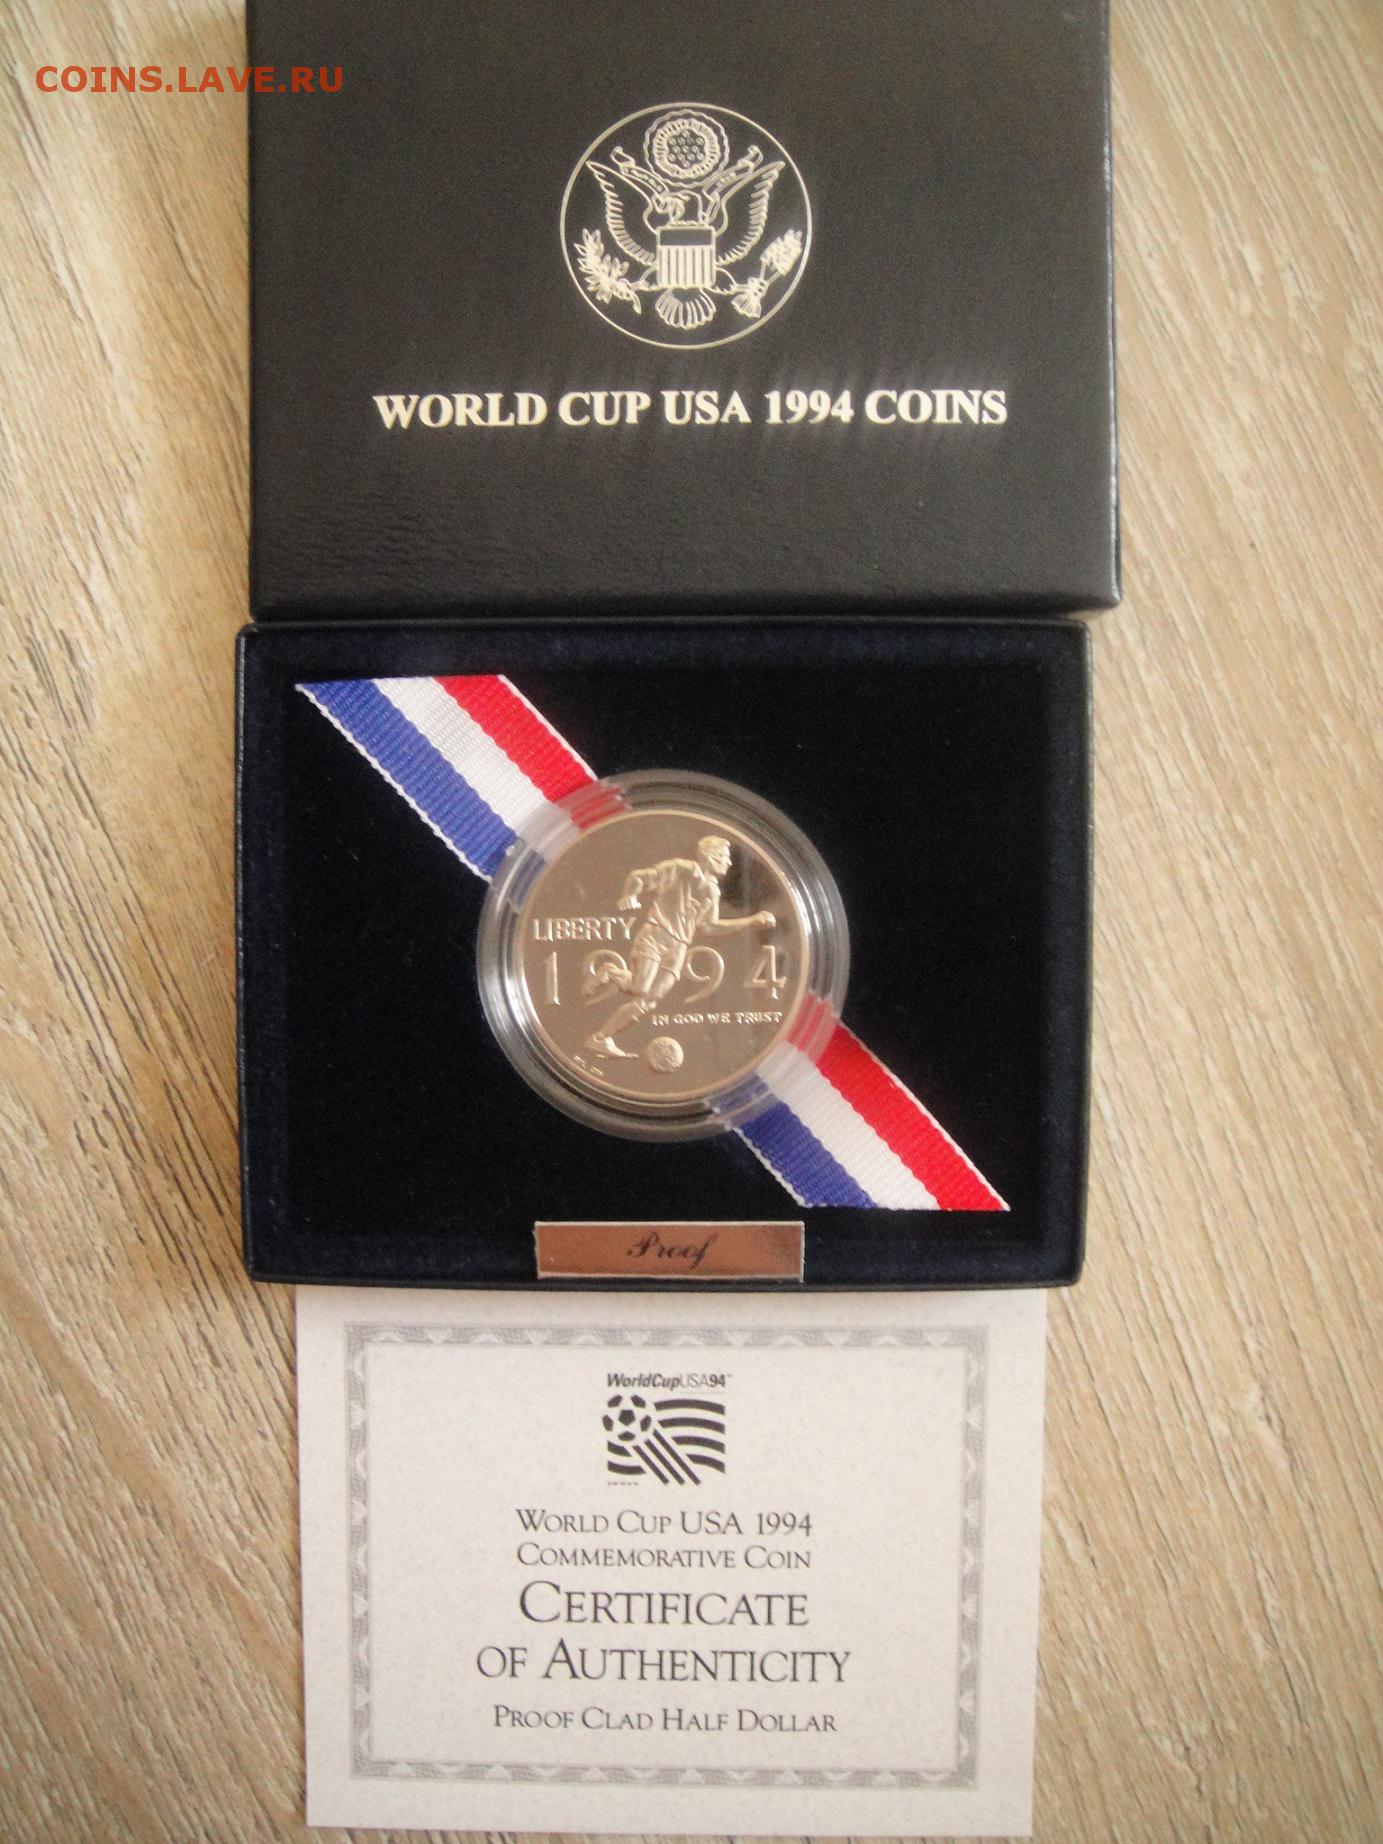 COINS.LAVE.RU
WORLD CUP USA 1994 COINS
LIBERTY
1994
IN GOD WE TRUST
Proof
WorldCupUSA94™
WORLD CUP USA 1994
COMMEMORATIVE COIN
CERTIFICATE
OF AUTHENTICITY
PROOF CLAD HALF DOLLAR